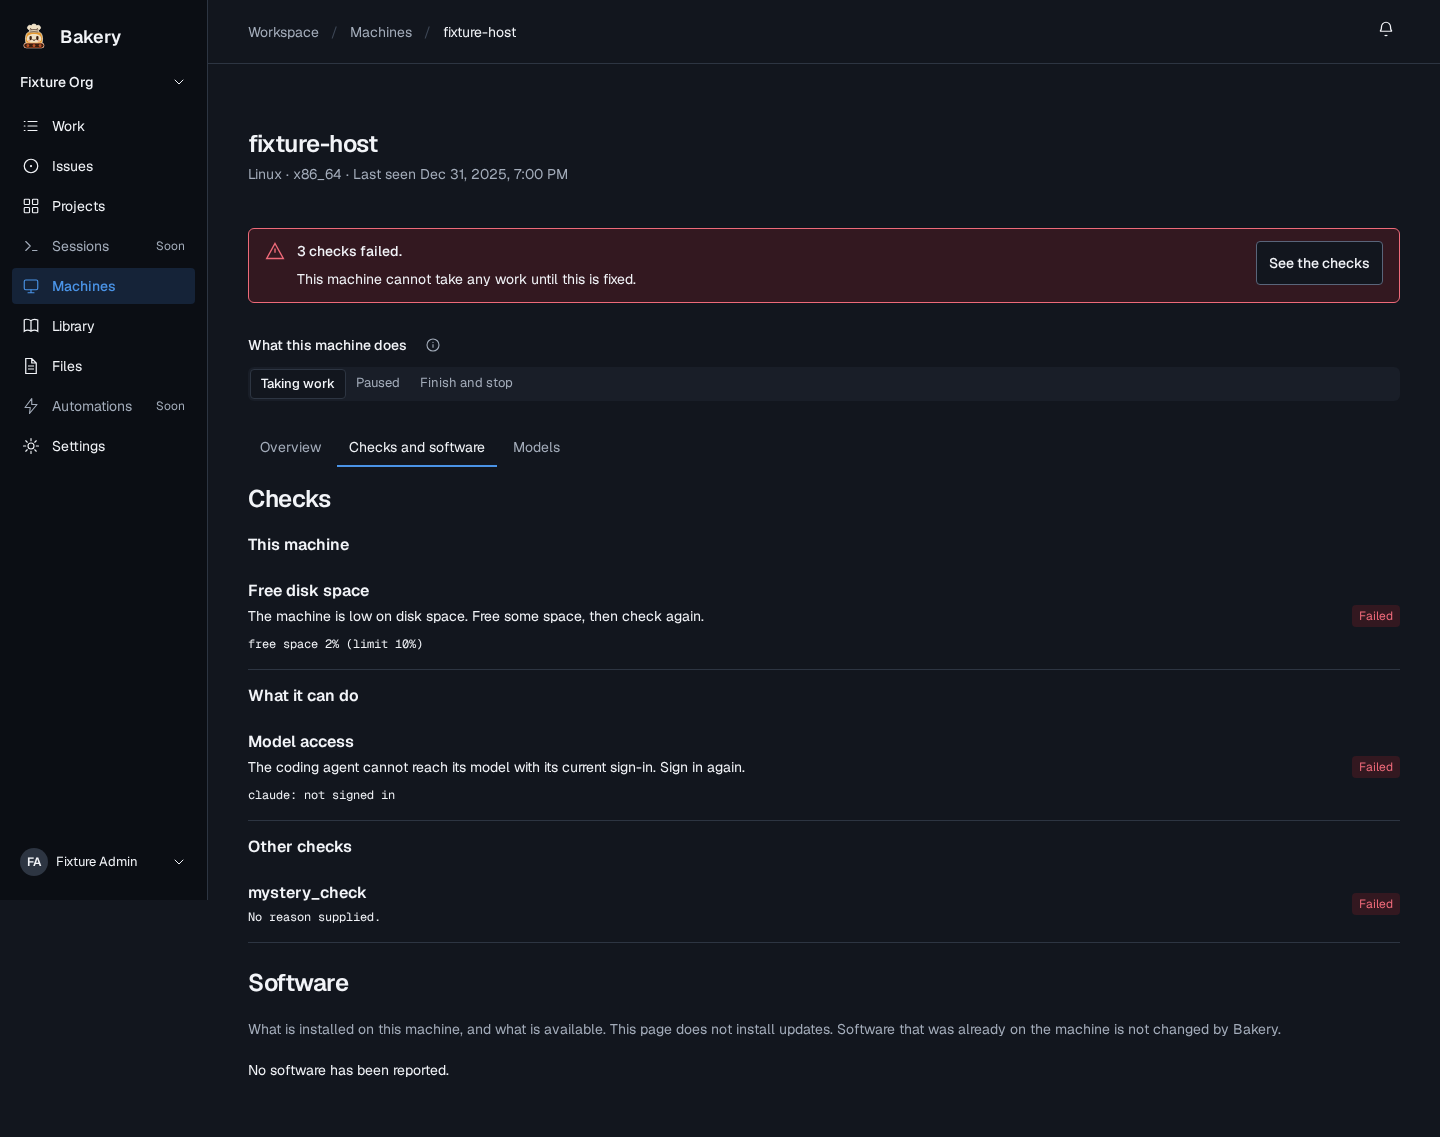 Bakery
Fixture Org
Work
Issues
Projects
Sessions Soon
Machines
Library
Files
Automations Soon
Settings
FA Fixture Admin
Workspace / Machines / fixture-host
fixture-host
Linux · x86_64 · Last seen Dec 31, 2025, 7:00 PM
3 checks failed.
This machine cannot take any work until this is fixed.
See the checks
What this machine does
Taking work Paused Finish and stop
Overview Checks and software Models
Checks
This machine
Free disk space
The machine is low on disk space. Free some space, then check again.
free space 2% (limit 10%)
Failed
What it can do
Model access
The coding agent cannot reach its model with its current sign-in. Sign in again.
claude: not signed in
Failed
Other checks
mystery_check
No reason supplied.
Failed
Software
What is installed on this machine, and what is available. This page does not install updates. Software that was already on the machine is not changed by Bakery.
No software has been reported.